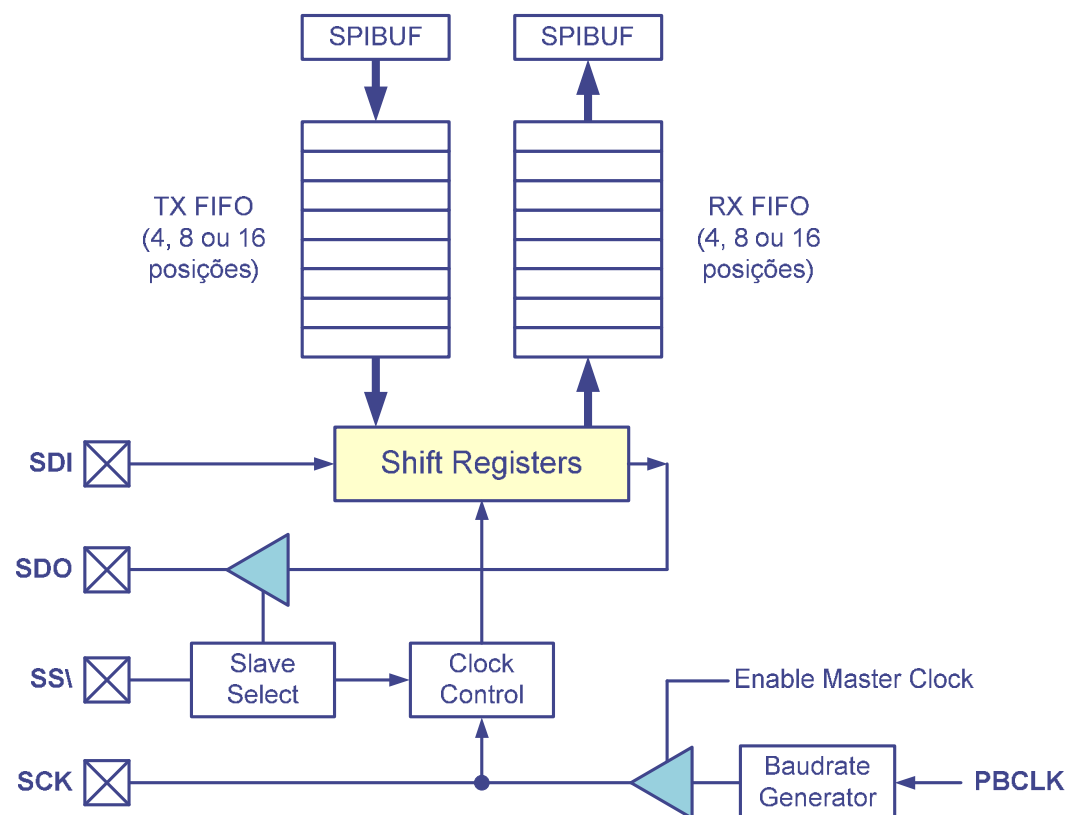 SPIBUF
SPIBUF
TX FIFO
(4, 8 ou 16
posições)
RX FIFO
(4, 8 ou 16
posições)
SDI
Shift Registers
SDO
SS\
Slave
Select
Clock
Control
Enable Master Clock
SCK
Baudrate
Generator
PBCLK